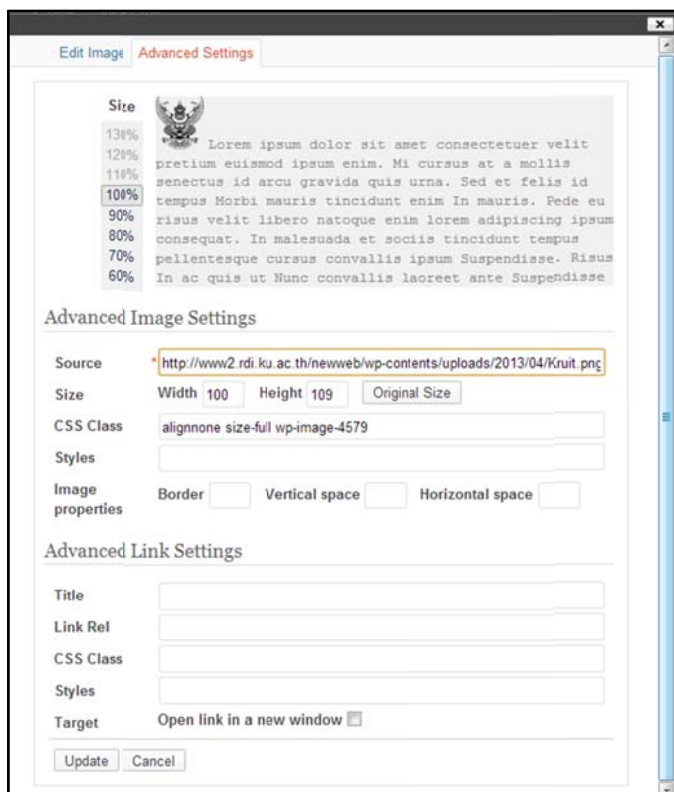 Edit Image Advanced Settings
Size
130%
120%
110%
100%
90%
80%
70%
60%
Lorem ipsum dolor sit amet consectetuer velit
pretium euismod ipsum enim. Mi cursus at a mollis
senectus id arcu gravida quis urna. Sed et felis id
tempus Morbi mauris tincidunt enim In mauris. Pede eu
risus velit libero natoque enim lorem adipiscing ipsum
consequat. In malesuada et sociis tincidunt tempus
pellentesque cursus convallis ipsum Suspendisse. Risus
In ac quis ut Nunc convallis laoreet ante Suspendisse
Advanced Image Settings
Source * http://www2.rdi.ku.ac.th/newweb/wp-contents/uploads/2013/04/Kruit.png
Size Width 100 Height 109 Original Size
CSS Class alignnone size-full wp-image-4579
Styles
Image properties Border Vertical space Horizontal space
Advanced Link Settings
Title
Link Rel
CSS Class
Styles
Target Open link in a new window
Update Cancel